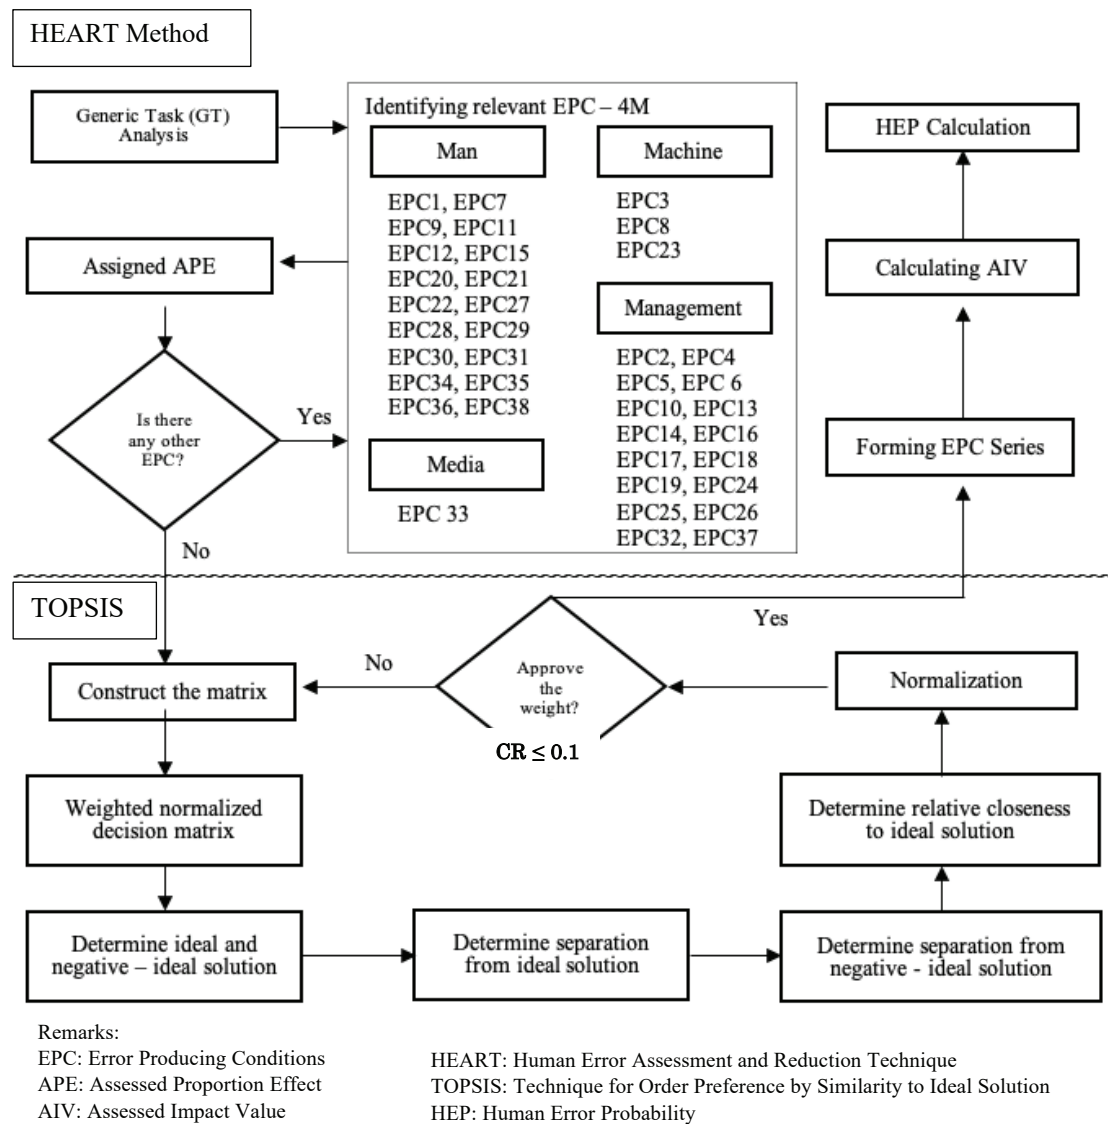 HEART Method
Generic Task (GT)
Analysis
Identifying relevant EPC – 4M
Man
EPC1, EPC7
EPC9, EPC11
EPC12, EPC15
EPC20, EPC21
EPC22, EPC27
EPC28, EPC29
EPC30, EPC31
EPC34, EPC35
EPC36, EPC38
Media
EPC 33
Machine
EPC3
EPC8
EPC23
Management
EPC2, EPC4
EPC5, EPC 6
EPC10, EPC13
EPC14, EPC16
EPC17, EPC18
EPC19, EPC24
EPC25, EPC26
EPC32, EPC37
HEP Calculation
Calculating AIV
Forming EPC Series
Assigned APE
Is there
any other
EPC?
Yes
No
TOPSIS
Construct the matrix
No
Approve
the
weight?
CR ≤ 0.1
Yes
Normalization
Weighted normalized
decision matrix
Determine relative closeness
to ideal solution
Determine ideal and
negative – ideal solution
Determine separation
from ideal solution
Determine separation from
negative - ideal solution
Remarks:
EPC: Error Producing Conditions
APE: Assessed Proportion Effect
AIV: Assessed Impact Value
HEART: Human Error Assessment and Reduction Technique
TOPSIS: Technique for Order Preference by Similarity to Ideal Solution
HEP: Human Error Probability